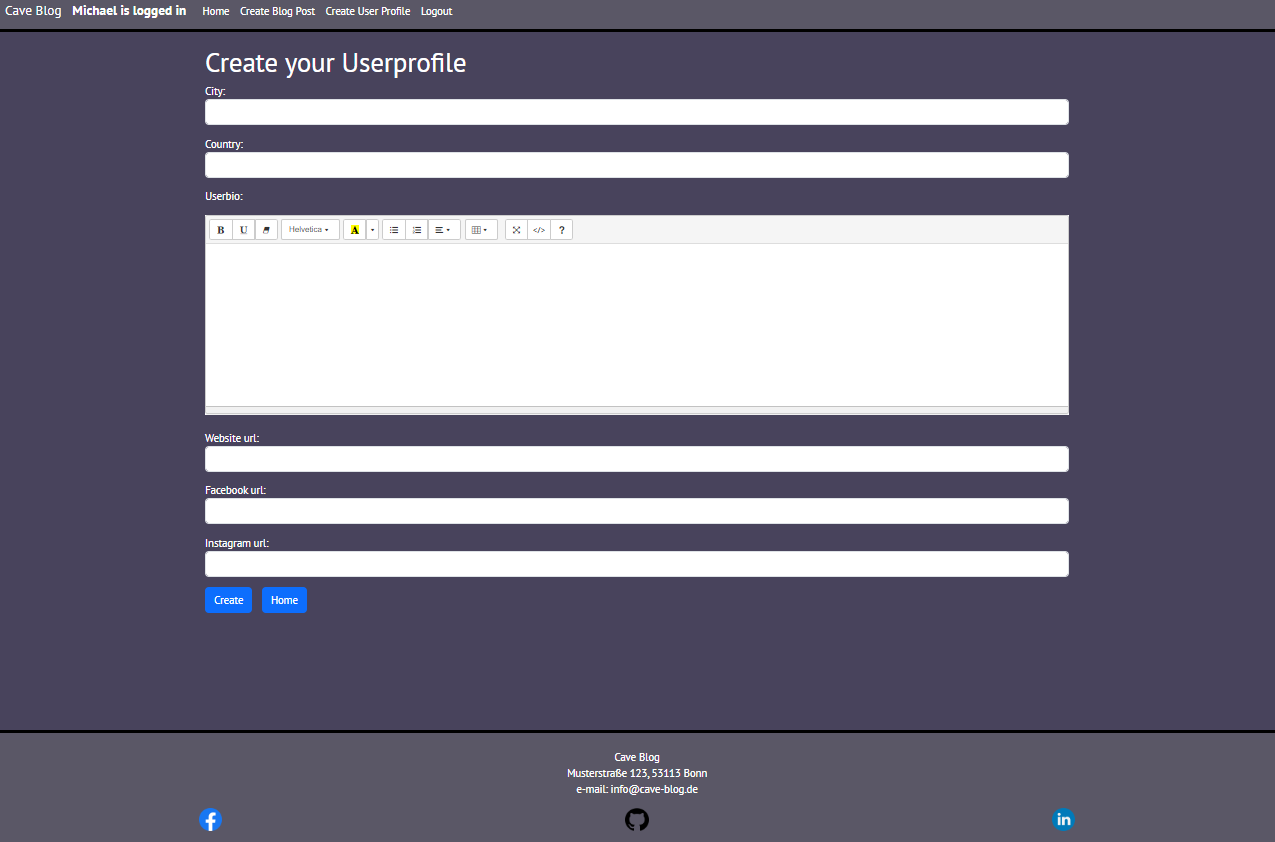 Cave Blog Michael is logged in Home Create Blog Post Create User Profile Logout
Create your Userprofile
City:
Country:
Userbio:
B U Helvetica A </> ?
Website url:
Facebook url:
Instagram url:
Create Home
Cave Blog
Musterstraße 123, 53113 Bonn
e-mail: info@cave-blog.de
in